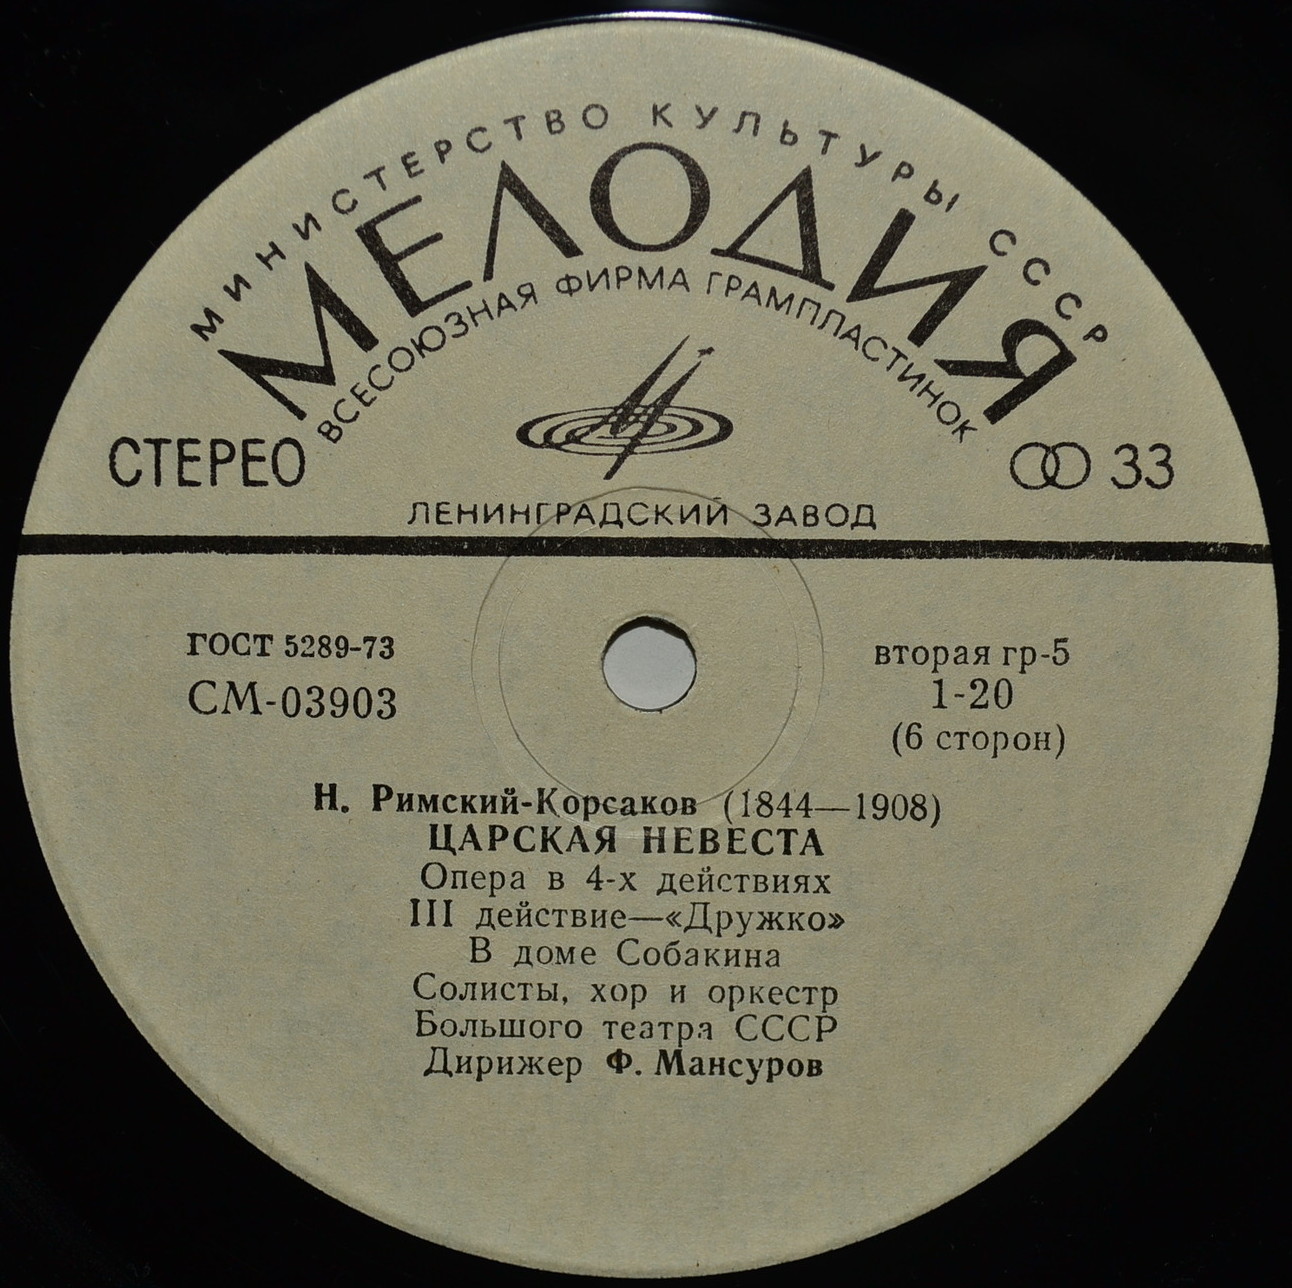 МИНИСТЕРСТВО КУЛЬТУРЫ СССР
МЕЛОДИЯ
ВСЕСОЮЗНАЯ ФИРМА ГРАМПЛАСТИНОК
СТЕРЕО
33
ЛЕНИНГРАДСКИЙ ЗАВОД
ГОСТ 5289-73
СМ-03903
вторая гр-5
1-20
(6 сторон)
Н. Римский-Корсаков (1844—1908)
ЦАРСКАЯ НЕВЕСТА
Опера в 4-х действиях
III действие—«Дружко»
В доме Собакина
Солисты, хор и оркестр
Большого театра СССР
Дирижер Ф. Мансуров